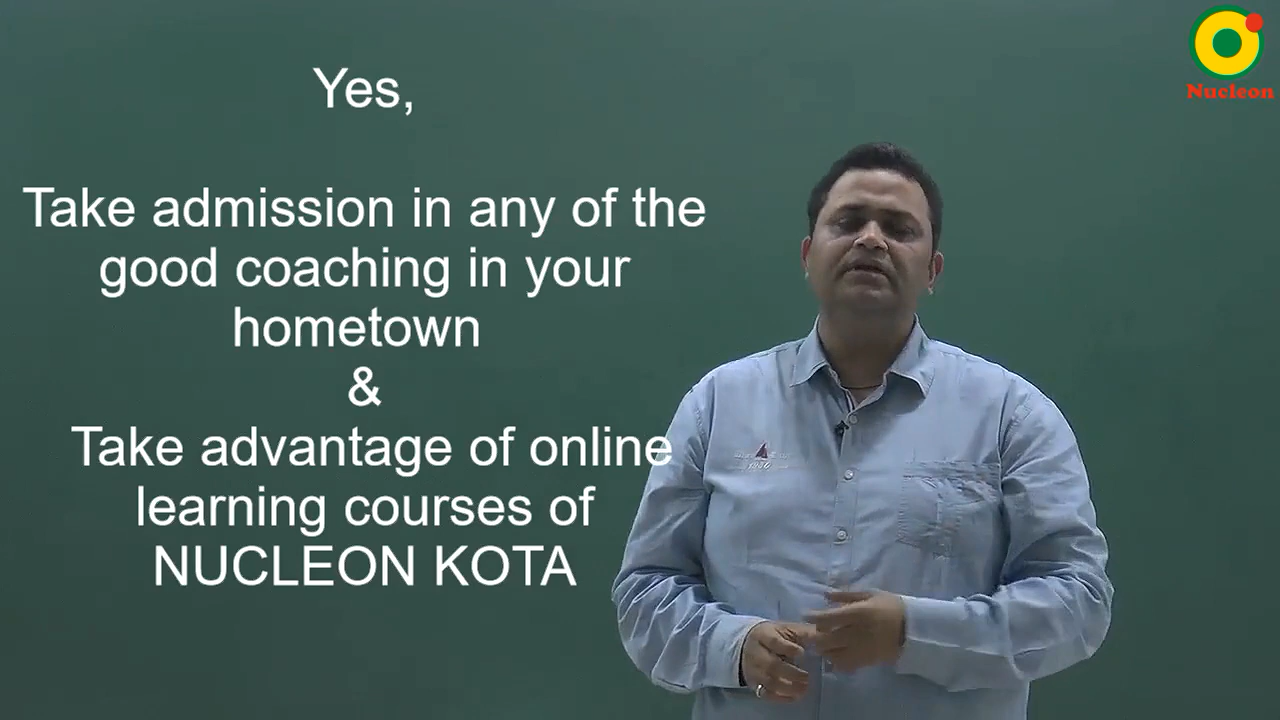 Yes,
Take admission in any of the
good coaching in your
hometown
&
Take advantage of online
learning courses of
NUCLEON KOTA
Nucleon